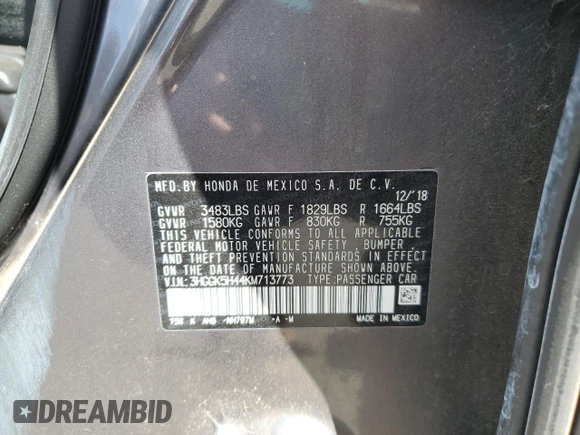 MFD.BY HONDA DE MEXICO S.A. DE C.V.
12/'18
GVWR 3483LBS GAWR F 1829LBS R 1664LBS
GVWR 1580KG GAWR F 830KG R 755KG
THIS VEHICLE CONFORMS TO ALL APPLICABLE
FEDERAL MOTOR VEHICLE SAFETY, BUMPER,
AND THEFT PREVENTION STANDARDS IN EFFECT
ON THE DATE OF MANUFACTURE SHOWN ABOVE.
V.I.N: 3HGGK5H44KM713773 TYPE:PASSENGER CAR
-A -M
MADE IN MEXICO
DREAMBID